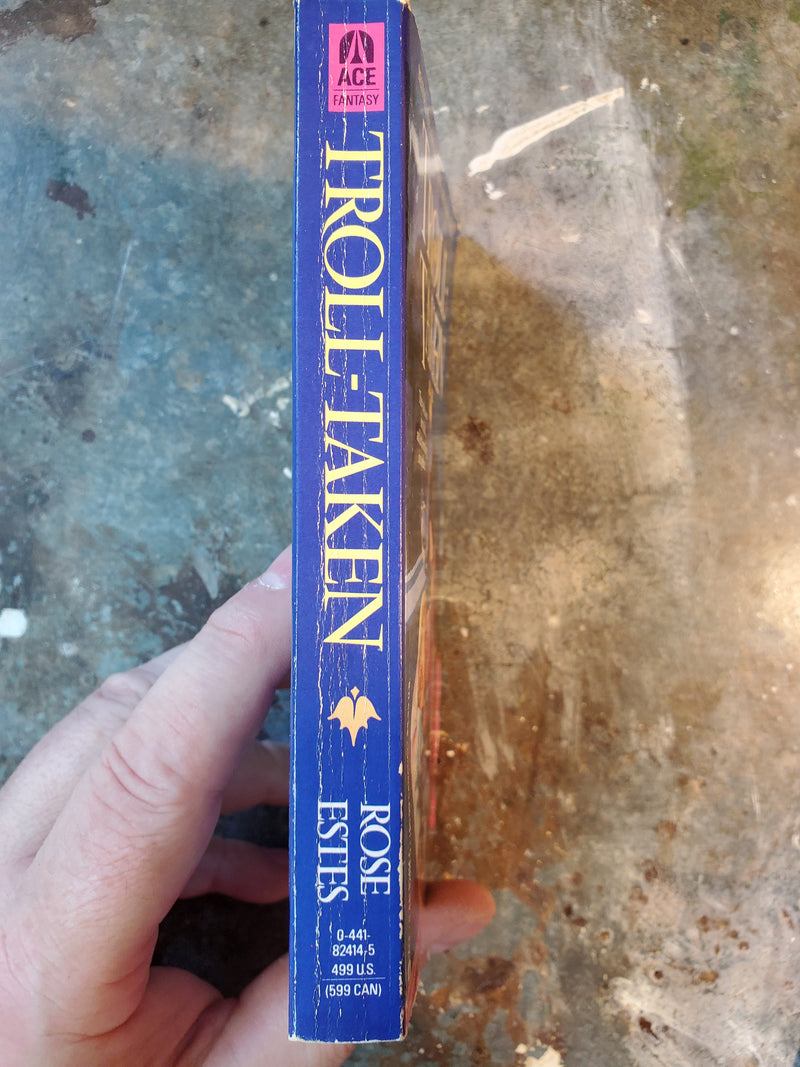 ACE
FANTASY
TROLL-TAKEN
ROSE
ESTES
0-441-
82414-5
499 U.S.
(599 CAN)